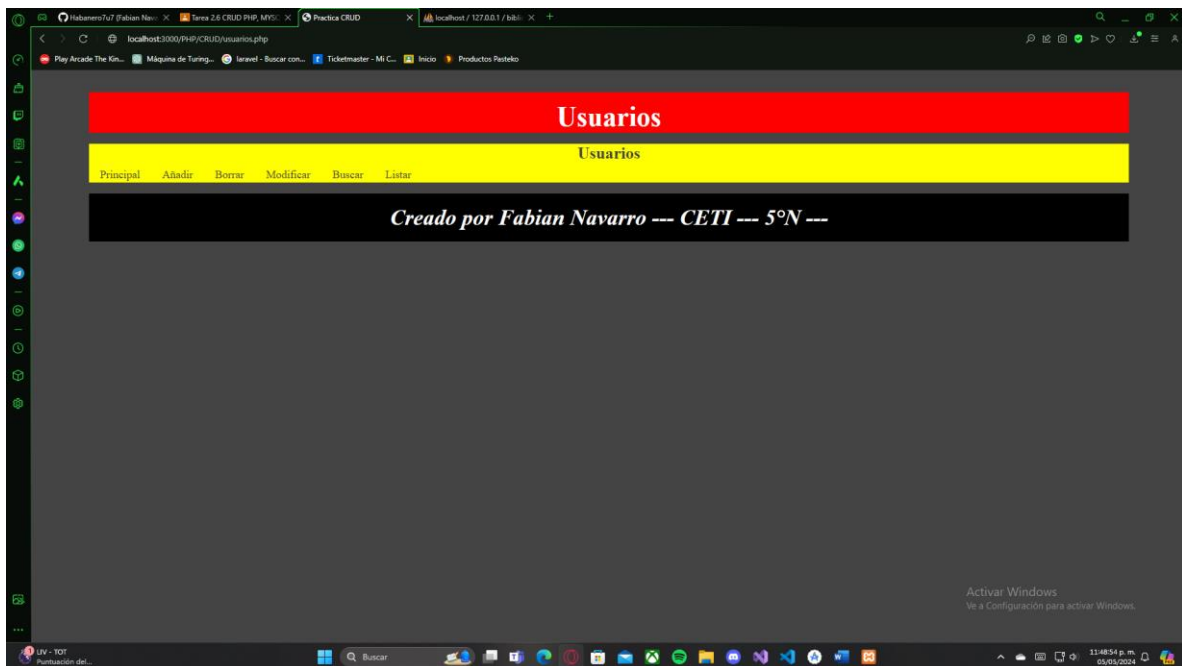 Habanero7u7 (Fabian Nava
Tarea 2.6 CRUD PHP, MYSC
Practica CRUD
localhost / 127.0.0.1 / bibli
localhost:3000/PHP/CRUD/usuarios.php
Play Arcade The Kin...
Máquina de Turing...
laravel - Buscar con...
Ticketmaster - Mi C...
Inicio
Productos Pasteko
Usuarios
Usuarios
Principal Añadir Borrar Modificar Buscar Listar
Creado por Fabian Navarro --- CETI --- 5°N ---
Activar Windows
Ve a Configuración para activar Windows.
LIV - TOT
Puntuación del...
Buscar
11:48:54 p. m.
05/05/2024